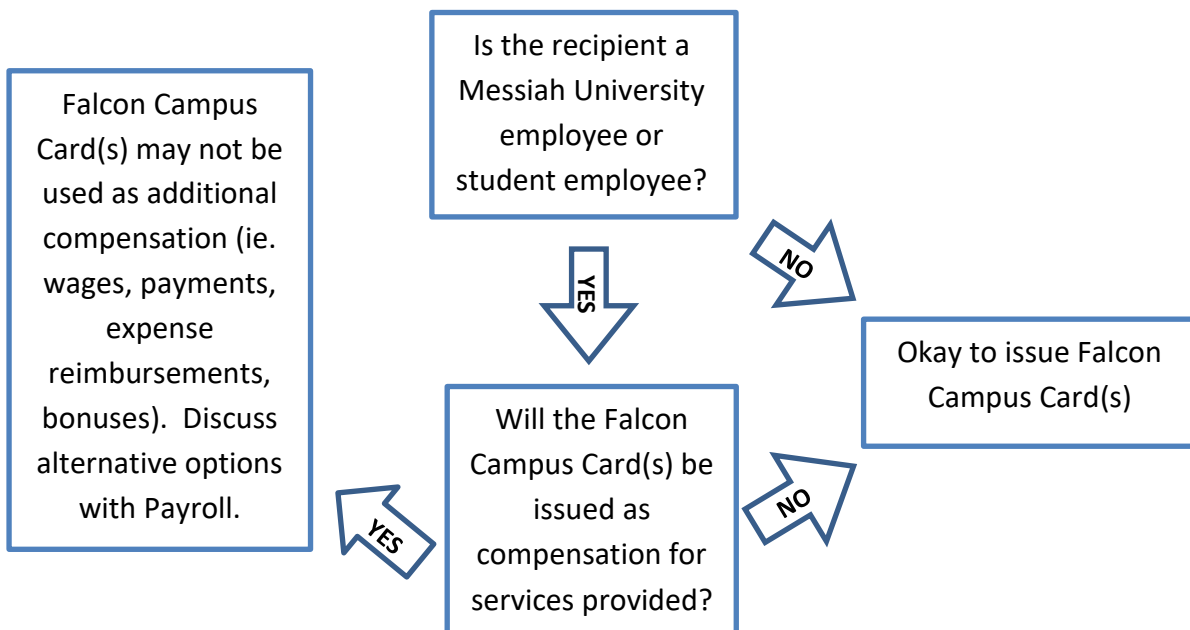 Is the recipient a
Messiah University
employee or
student employee?
NO
YES
Okay to issue Falcon
Campus Card(s)
Will the Falcon
Campus Card(s) be
issued as
compensation for
services provided?
NO
YES
Falcon Campus
Card(s) may not be
used as additional
compensation (ie.
wages, payments,
expense
reimbursements,
bonuses).  Discuss
alternative options
with Payroll.